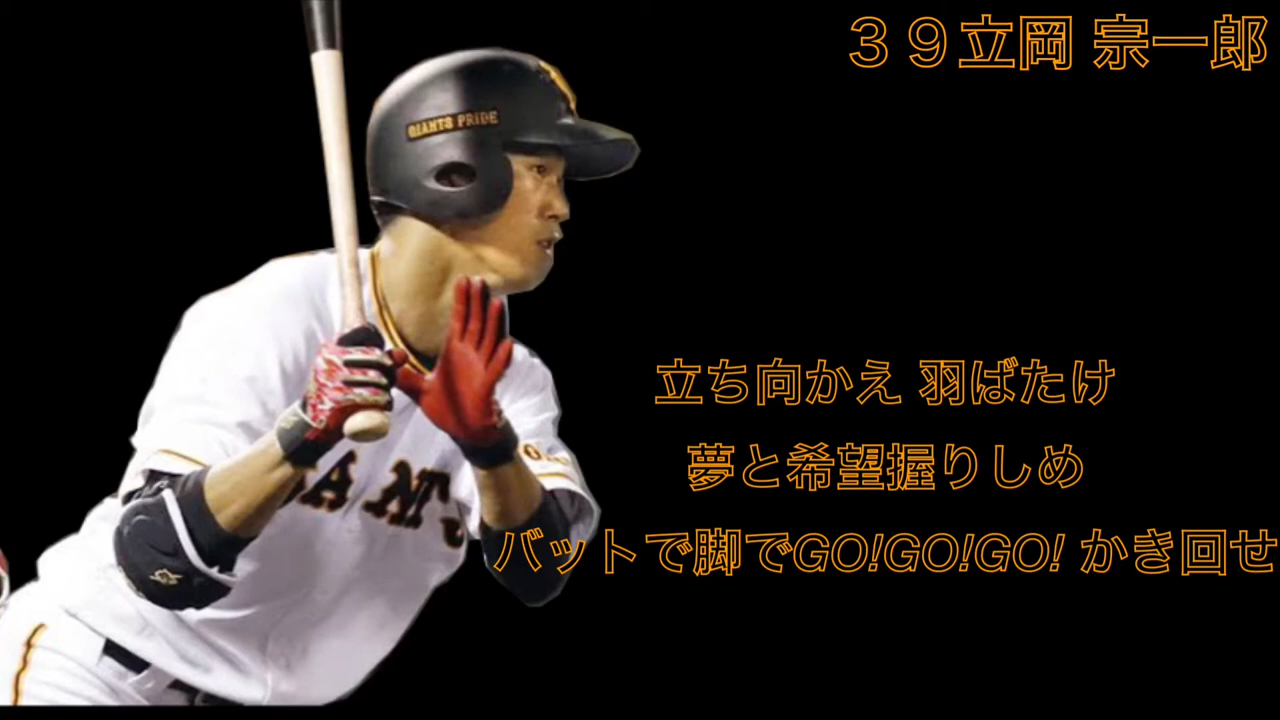 ３９立岡 宗一郎
GIANTS PRIDE
立ち向かえ 羽ばたけ
夢と希望握りしめ
バットで脚でGO!GO!GO! かき回せ